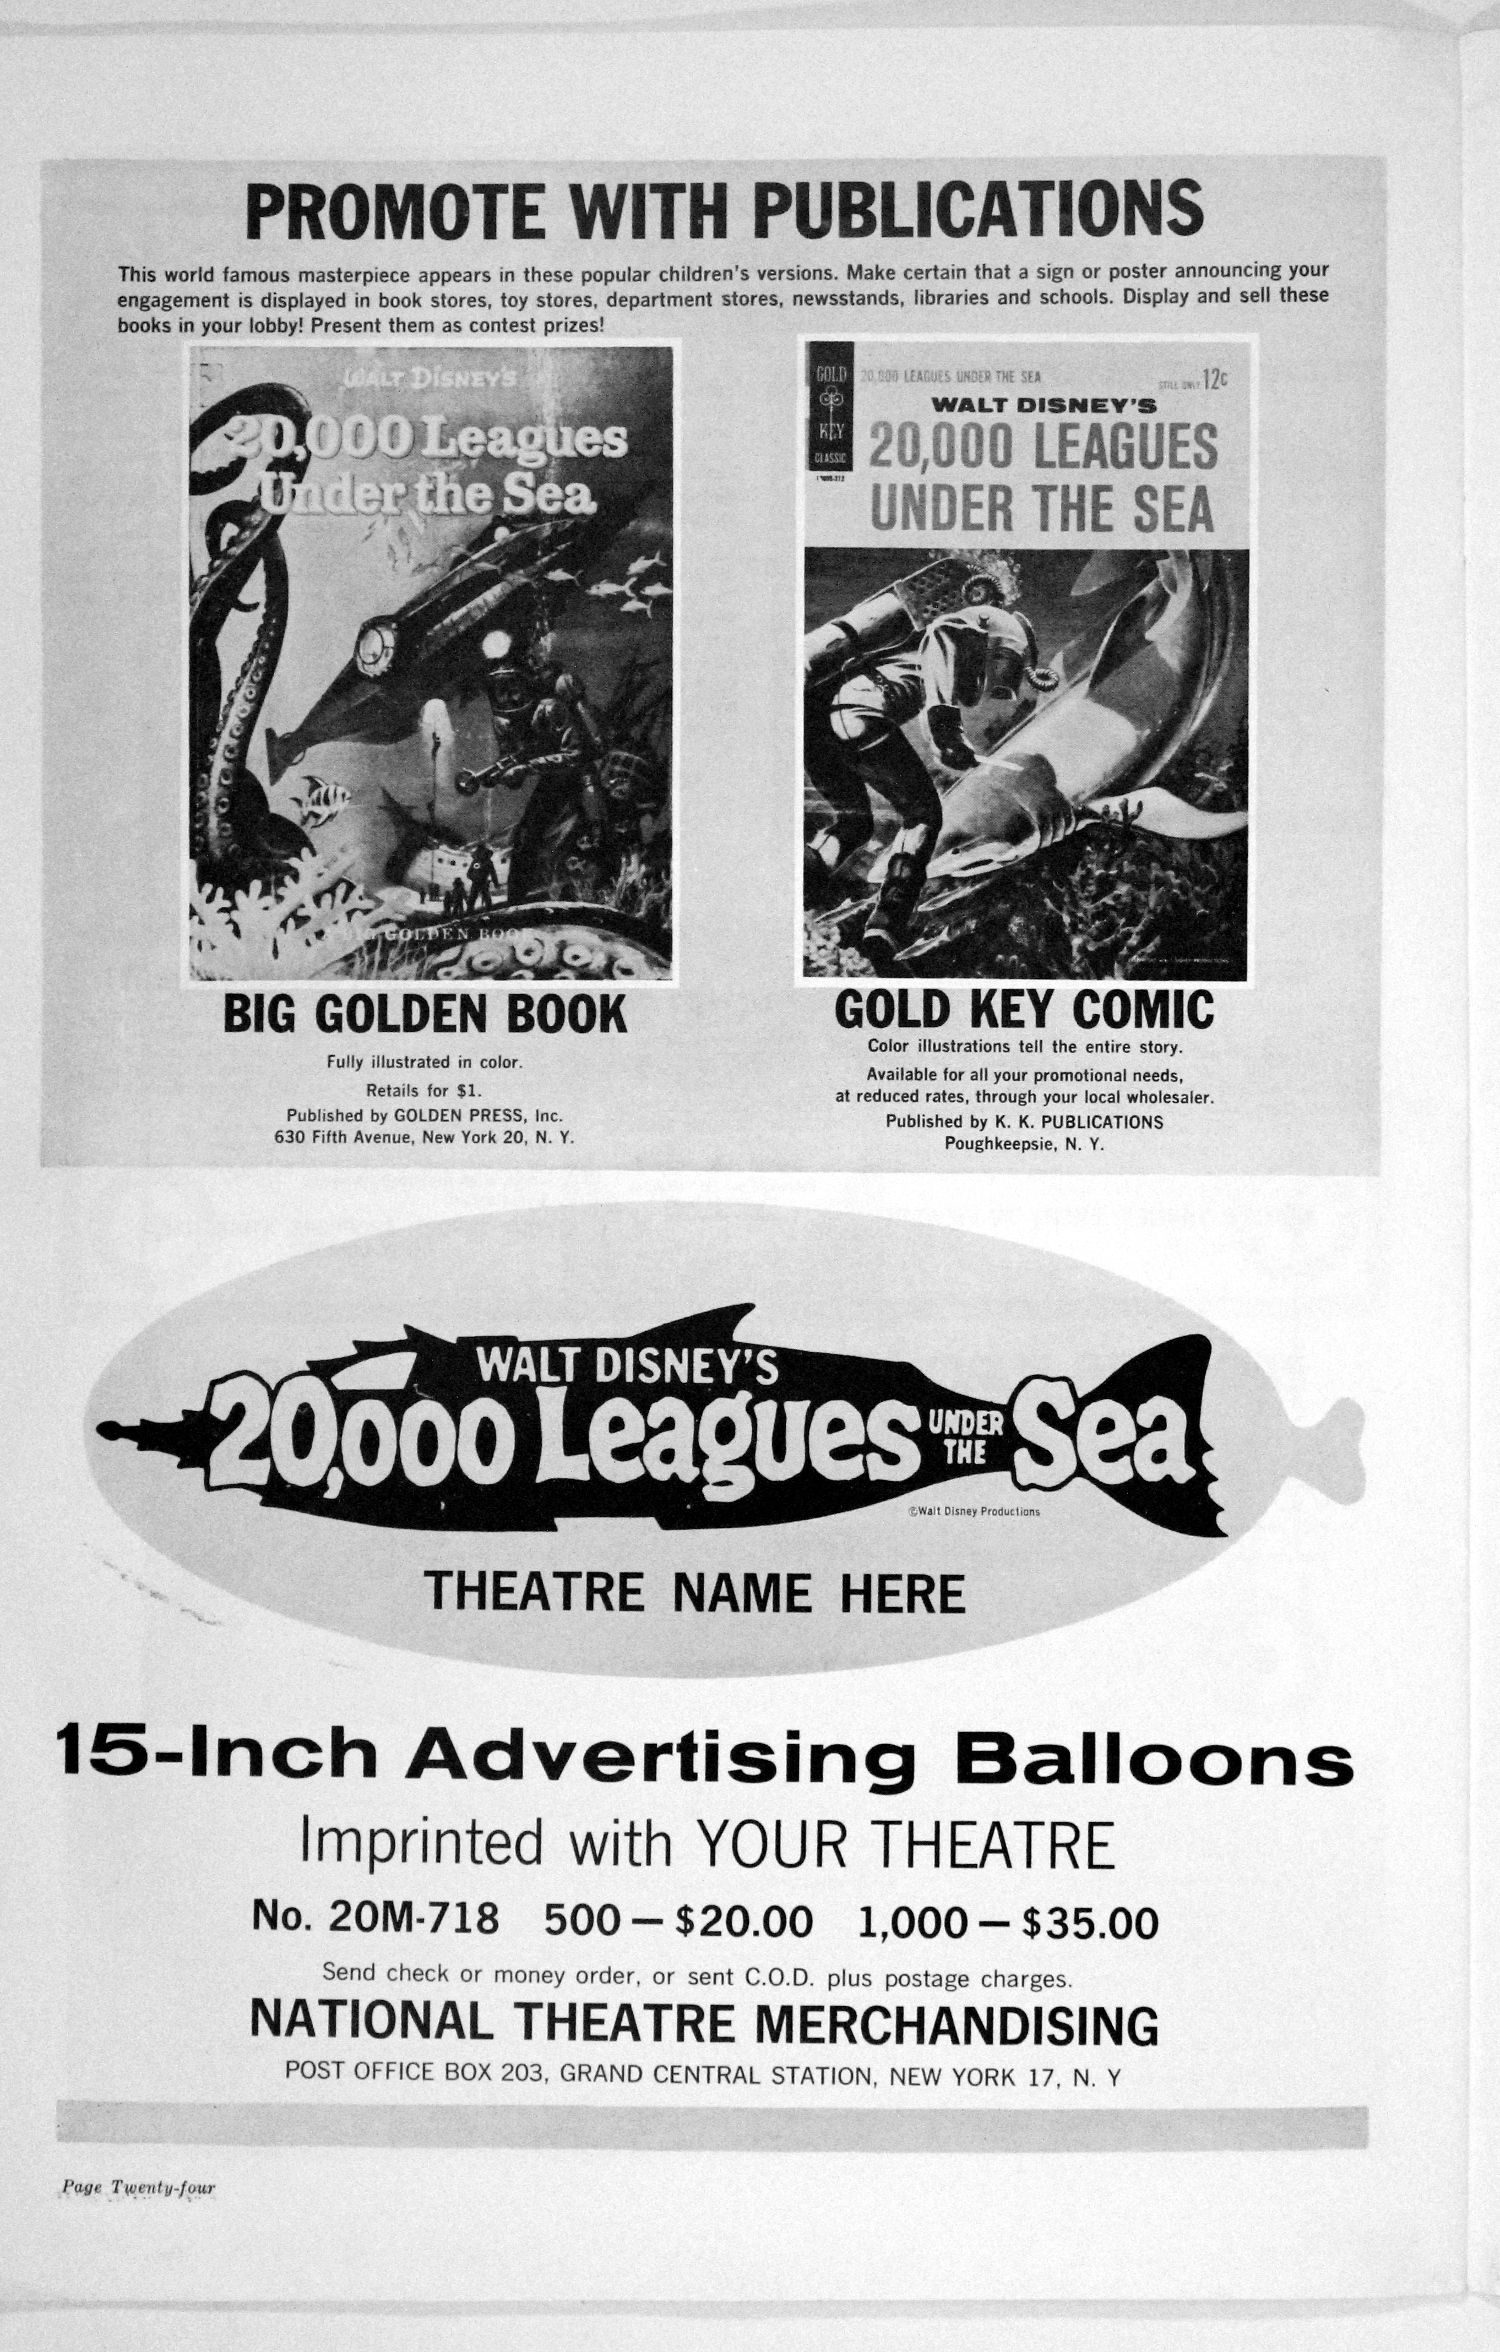 PROMOTE WITH PUBLICATIONS
This world famous masterpiece appears in these popular children's versions. Make certain that a sign or poster announcing your
engagement is displayed in book stores, toy stores, department stores, newsstands, libraries and schools. Display and sell these
books in your lobby! Present them as contest prizes!
WALT DISNEY'S
20,000 Leagues
Under the Sea
BIG GOLDEN BOOK
GOLD
KEY
CLASSIC
20,000 LEAGUES UNDER THE SEA
STILL ONLY 12c
WALT DISNEY'S
20,000 LEAGUES
UNDER THE SEA
BIG GOLDEN BOOK
Fully illustrated in color.
Retails for $1.
Published by GOLDEN PRESS, Inc.
630 Fifth Avenue, New York 20, N. Y.
GOLD KEY COMIC
Color illustrations tell the entire story.
Available for all your promotional needs,
at reduced rates, through your local wholesaler.
Published by K. K. PUBLICATIONS
Poughkeepsie, N. Y.
WALT DISNEY'S
20,000 Leagues UNDER THE Sea
©Walt Disney Productions
THEATRE NAME HERE
15-Inch Advertising Balloons
Imprinted with YOUR THEATRE
No. 20M-718 500 — $20.00 1,000 — $35.00
Send check or money order, or sent C.O.D. plus postage charges.
NATIONAL THEATRE MERCHANDISING
POST OFFICE BOX 203, GRAND CENTRAL STATION, NEW YORK 17, N. Y
Page Twenty-four